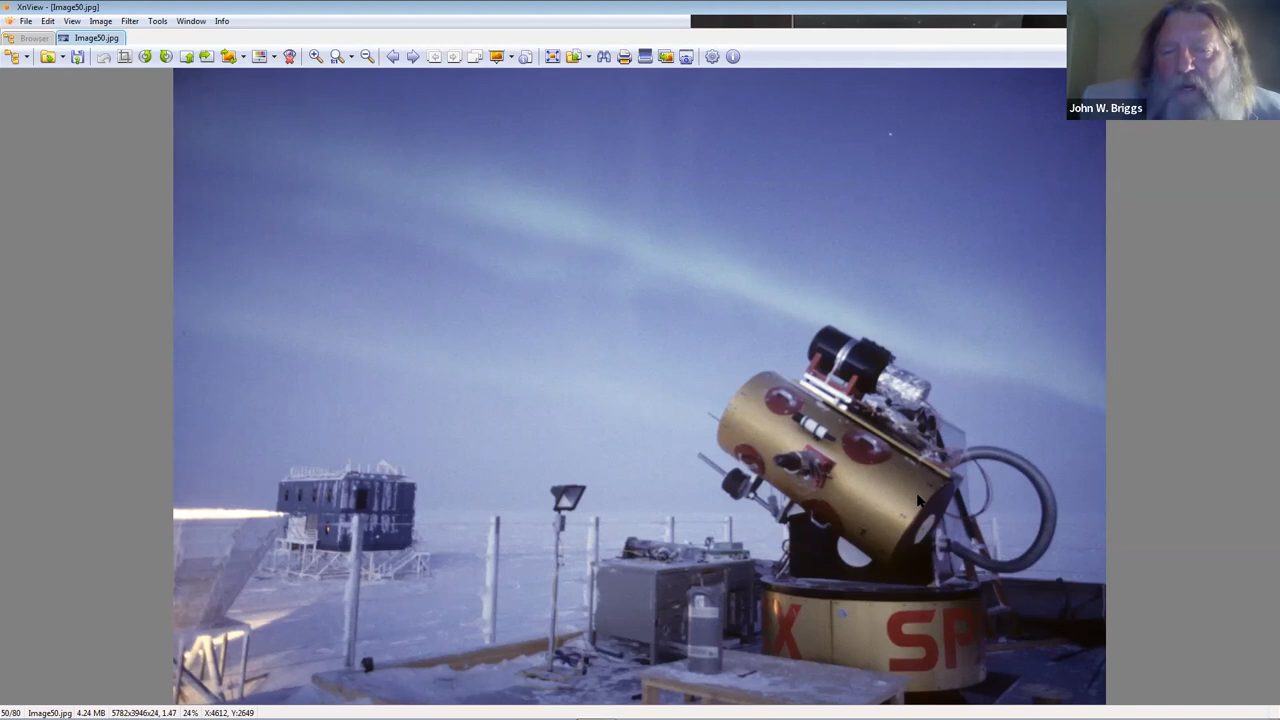 XnView - [Image50.jpg]
File Edit View Image Filter Tools Window Info
Browser Image50.jpg
John W. Briggs
X SP
50/80 Image50.jpg 4.24 MB 5782x3946x24, 1.47 24% X:4612, Y:2649